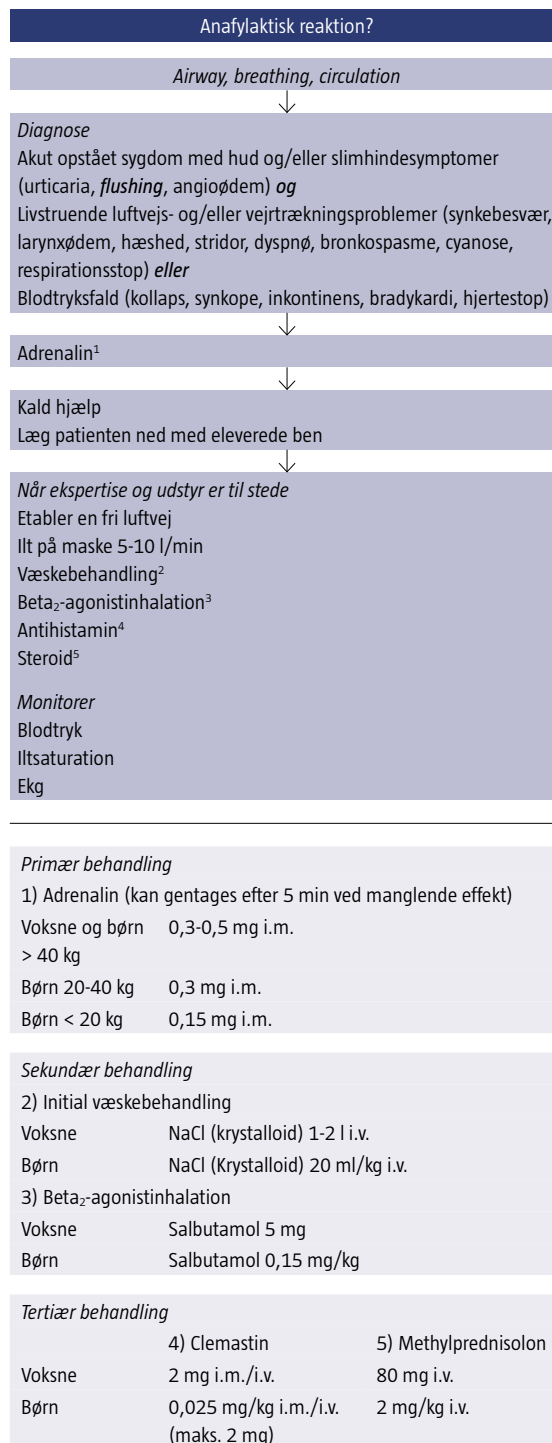 Anafylaktisk reaktion?
Airway, breathing, circulation
Diagnose
Akut opstået sygdom med hud og/eller slimhindesymptomer
(urticaria, flushing, angioødem) og
Livstruende luftvejs- og/eller vejrtrækningsproblemer (synkebesvær,
larynxødem, hæshed, stridor, dyspnø, bronkospasme, cyanose,
respirationsstop) eller
Blodtryksfald (kollaps, synkope, inkontinens, bradykardi, hjertestop)
Adrenalin¹
Kald hjælp
Læg patienten ned med eleverede ben
Når ekspertise og udstyr er til stede
Etabler en fri luftvej
Ilt på maske 5-10 l/min
Væskebehandling²
Beta₂-agonistinhalation³
Antihistamin⁴
Steroid⁵
Monitorer
Blodtryk
Iltsaturation
Ekg
Primær behandling
1) Adrenalin (kan gentages efter 5 min ved manglende effekt)
Voksne og børn 0,3-0,5 mg i.m.
> 40 kg
Børn 20-40 kg 0,3 mg i.m.
Børn < 20 kg 0,15 mg i.m.
Sekundær behandling
2) Initial væskebehandling
Voksne NaCl (krystalloid) 1-2 l i.v.
Børn NaCl (Krystalloid) 20 ml/kg i.v.
3) Beta₂-agonistinhalation
Voksne Salbutamol 5 mg
Børn Salbutamol 0,15 mg/kg
Tertiær behandling
4) Clemastin 5) Methylprednisolon
Voksne 2 mg i.m./i.v. 80 mg i.v.
Børn 0,025 mg/kg i.m./i.v. 2 mg/kg i.v.
(maks. 2 mg)